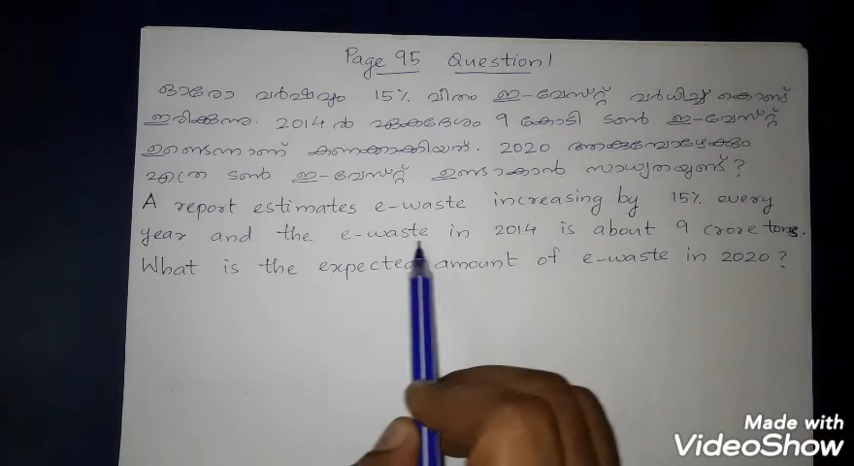 Page 95 Question 1
ഓരോ വർഷവും 15% വീതം ഇ-വേസ്റ്റ് വർധിച്ചു കൊണ്ട്
ഇരിക്കുന്നു. 2014 ൽ ഏകദേശം 9 കോടി ടൺ ഇ-വേസ്റ്റ്
ഉണ്ടെന്നാണ് കണക്കാക്കിയത്. 2020 ആകുമ്പോഴേക്കും
എത്ര ടൺ ഇ-വേസ്റ്റ് ഉണ്ടാകാൻ സാധ്യതയുണ്ട്?
A report estimates e-waste increasing by 15% every
year and the e-waste in 2014 is about 9 crore tons.
What is the expected amount of e-waste in 2020?
Made with
VideoShow